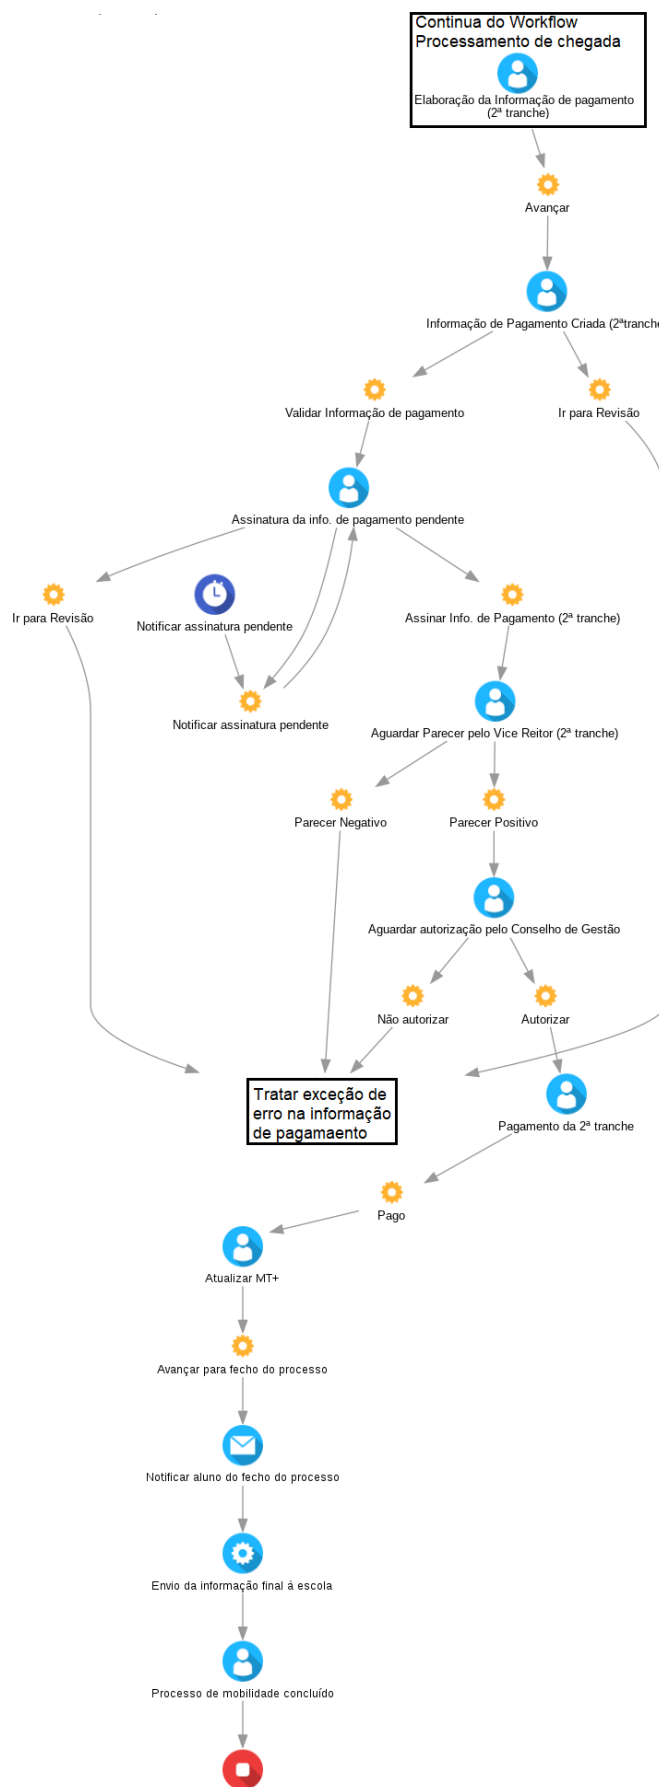 Continua do Workflow
Processamento de chegada
Elaboração da Informação de pagamento
(2ª tranche)
Avançar
Informação de Pagamento Criada (2ªtranche
Validar Informação de pagamento
Ir para Revisão
Assinatura da info. de pagamento pendente
Ir para Revisão
Notificar assinatura pendente
Assinar Info. de Pagamento (2ª tranche)
Notificar assinatura pendente
Aguardar Parecer pelo Vice Reitor (2ª tranche)
Parecer Negativo
Parecer Positivo
Aguardar autorização pelo Conselho de Gestão
Não autorizar
Autorizar
Tratar exceção de
erro na informação
de pagamaento
Pagamento da 2ª tranche
Pago
Atualizar MT+
Avançar para fecho do processo
Notificar aluno do fecho do processo
Envio da informação final à escola
Processo de mobilidade concluído